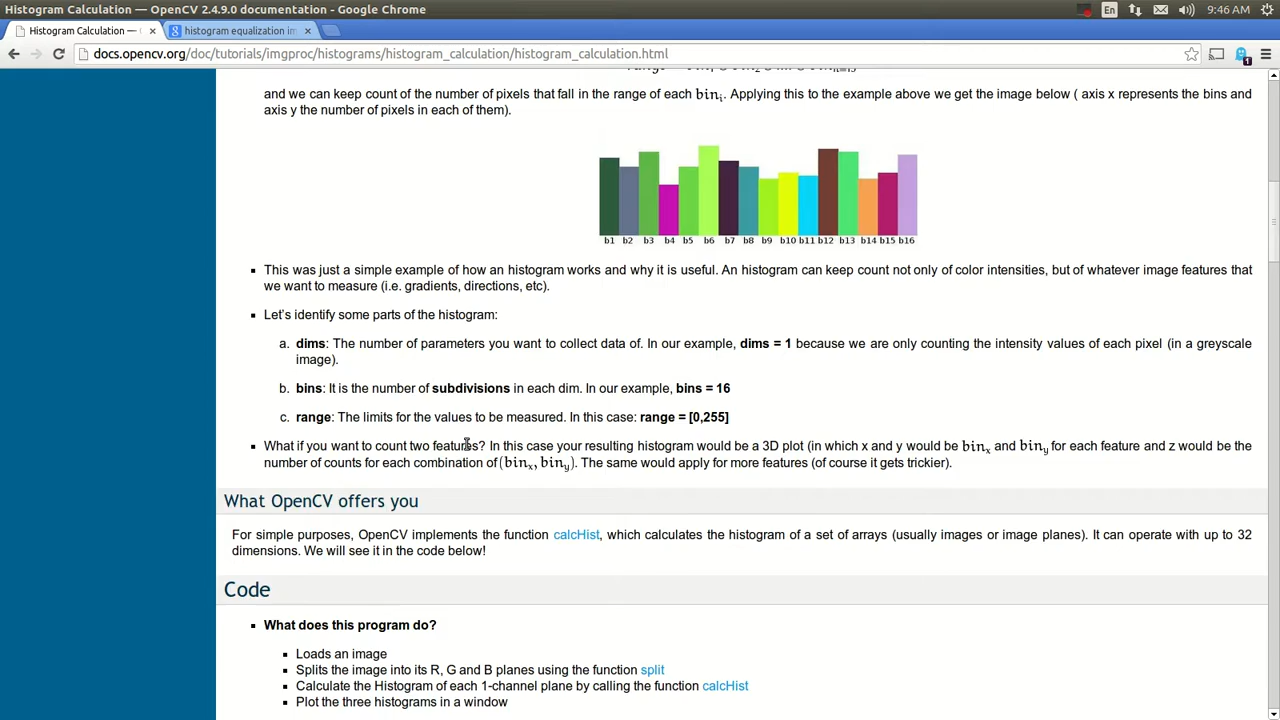 Histogram Calculation — OpenCV 2.4.9.0 documentation - Google Chrome
En
9:46 AM
Histogram Calculation —
histogram equalization im
docs.opencv.org/doc/tutorials/imgproc/histograms/histogram_calculation/histogram_calculation.html
and we can keep count of the number of pixels that fall in the range of each bin_i. Applying this to the example above we get the image below ( axis x represents the bins and
axis y the number of pixels in each of them).
b1 b2 b3 b4 b5 b6 b7 b8 b9 b10 b11 b12 b13 b14 b15 b16
This was just a simple example of how an histogram works and why it is useful. An histogram can keep count not only of color intensities, but of whatever image features that
we want to measure (i.e. gradients, directions, etc).
Let's identify some parts of the histogram:
a. dims: The number of parameters you want to collect data of. In our example, dims = 1 because we are only counting the intensity values of each pixel (in a greyscale
image).
b. bins: It is the number of subdivisions in each dim. In our example, bins = 16
c. range: The limits for the values to be measured. In this case: range = [0,255]
What if you want to count two features? In this case your resulting histogram would be a 3D plot (in which x and y would be bin_x and bin_y for each feature and z would be the
number of counts for each combination of (bin_x, bin_y). The same would apply for more features (of course it gets trickier).
What OpenCV offers you
For simple purposes, OpenCV implements the function calcHist, which calculates the histogram of a set of arrays (usually images or image planes). It can operate with up to 32
dimensions. We will see it in the code below!
Code
What does this program do?
Loads an image
Splits the image into its R, G and B planes using the function split
Calculate the Histogram of each 1-channel plane by calling the function calcHist
Plot the three histograms in a window